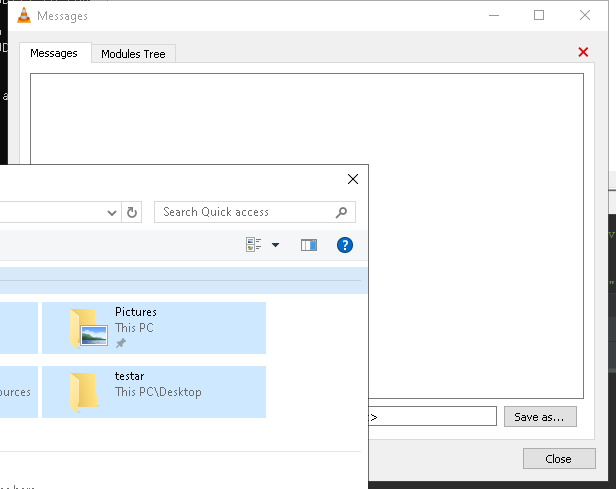 Messages
Messages
Modules Tree
Search Quick access
?
Pictures
This PC
testar
ources
This PC\Desktop
>
Save as...
Close